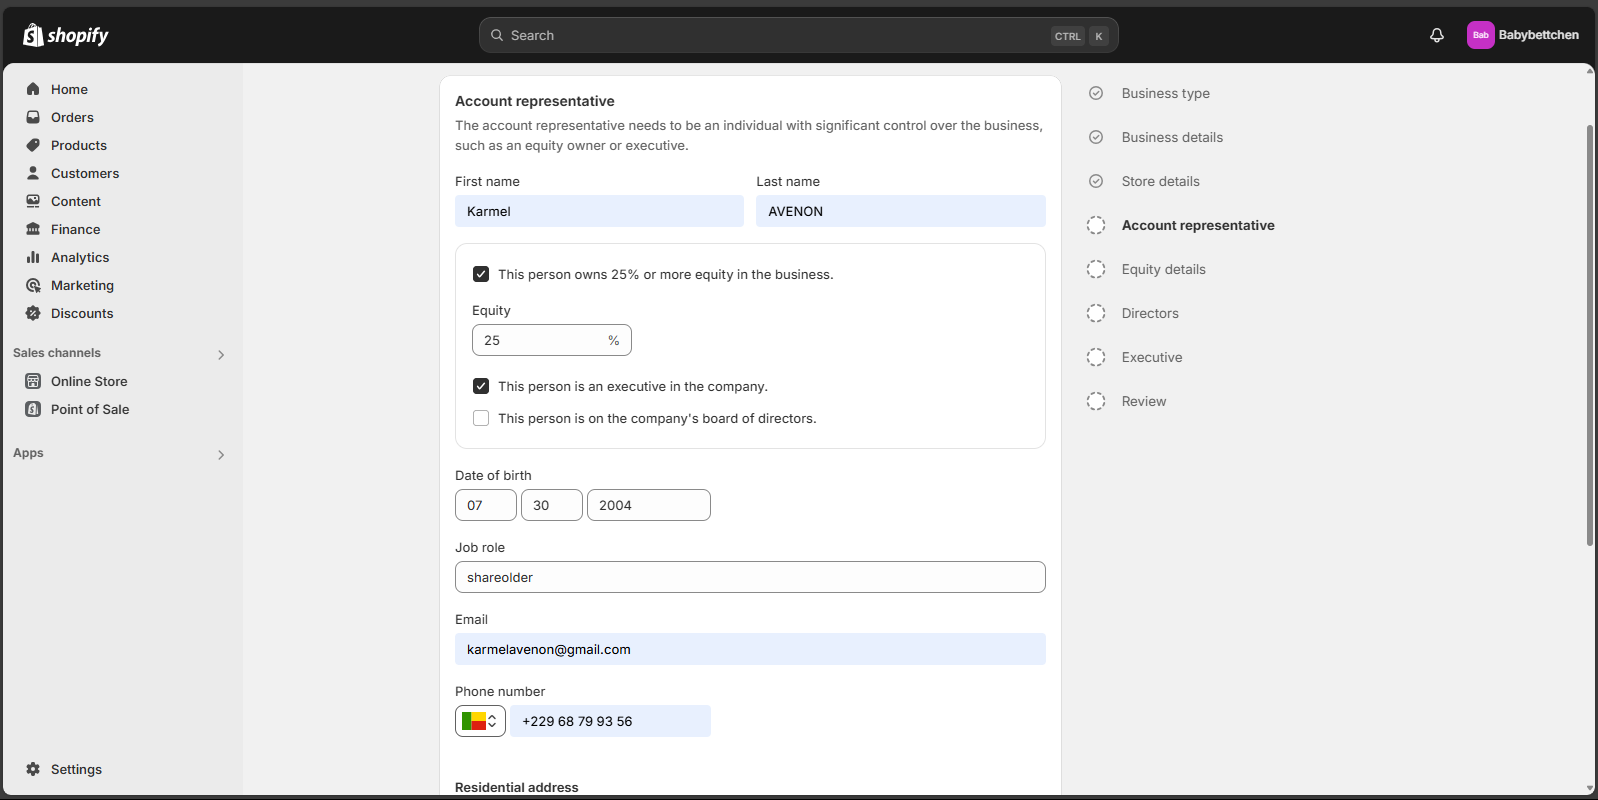 shopify
Search
CTRL K
Bab
Babybettchen
Home
Orders
Products
Customers
Content
Finance
Analytics
Marketing
Discounts
Sales channels
Online Store
Point of Sale
Apps
Settings
Account representative
The account representative needs to be an individual with significant control over the business,
such as an equity owner or executive.
First name
Last name
Karmel
AVENON
This person owns 25% or more equity in the business.
Equity
25 %
This person is an executive in the company.
This person is on the company's board of directors.
Date of birth
07 30 2004
Job role
shareolder
Email
karmelavenon@gmail.com
Phone number
+229 68 79 93 56
Residential address
Business type
Business details
Store details
Account representative
Equity details
Directors
Executive
Review